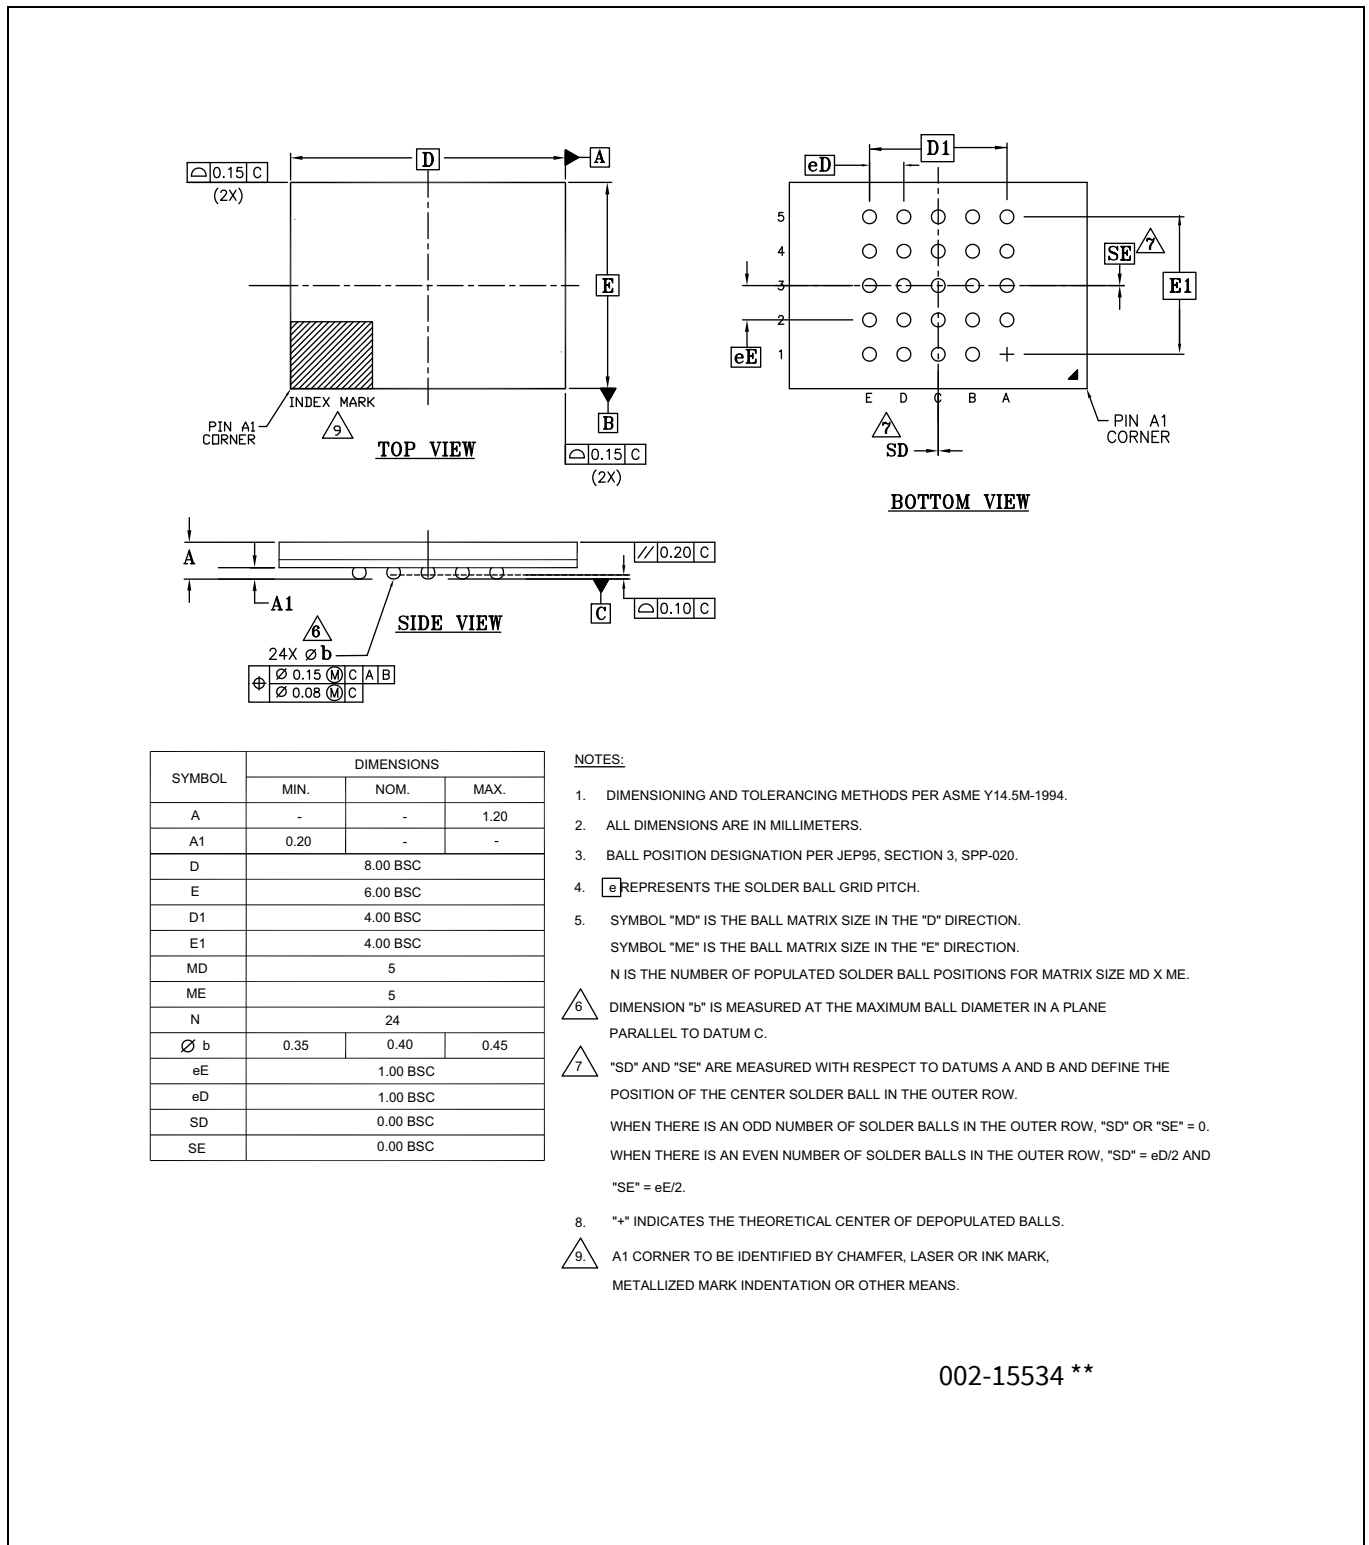 D
A
0.15 C
(2X)
E
INDEX MARK
PIN A1
CORNER
9
TOP VIEW
B
0.15 C
(2X)
D1
eD
5
4
3
2
1
SE
7
E1
eE
E D C B A
7
SD
PIN A1
CORNER
BOTTOM VIEW
A
A1
// 0.20 C
C
0.10 C
SIDE VIEW
6
24X Ø b
⌖ Ø 0.15 Ⓜ C A B
Ø 0.08 Ⓜ C
SYMBOL DIMENSIONS
MIN. NOM. MAX.
A - - 1.20
A1 0.20 - -
D 8.00 BSC
E 6.00 BSC
D1 4.00 BSC
E1 4.00 BSC
MD 5
ME 5
N 24
Ø b 0.35 0.40 0.45
eE 1.00 BSC
eD 1.00 BSC
SD 0.00 BSC
SE 0.00 BSC
NOTES:
1. DIMENSIONING AND TOLERANCING METHODS PER ASME Y14.5M-1994.
2. ALL DIMENSIONS ARE IN MILLIMETERS.
3. BALL POSITION DESIGNATION PER JEP95, SECTION 3, SPP-020.
4. e REPRESENTS THE SOLDER BALL GRID PITCH.
5. SYMBOL "MD" IS THE BALL MATRIX SIZE IN THE "D" DIRECTION.
SYMBOL "ME" IS THE BALL MATRIX SIZE IN THE "E" DIRECTION.
N IS THE NUMBER OF POPULATED SOLDER BALL POSITIONS FOR MATRIX SIZE MD X ME.
6 DIMENSION "b" IS MEASURED AT THE MAXIMUM BALL DIAMETER IN A PLANE
PARALLEL TO DATUM C.
7 "SD" AND "SE" ARE MEASURED WITH RESPECT TO DATUMS A AND B AND DEFINE THE
POSITION OF THE CENTER SOLDER BALL IN THE OUTER ROW.
WHEN THERE IS AN ODD NUMBER OF SOLDER BALLS IN THE OUTER ROW, "SD" OR "SE" = 0.
WHEN THERE IS AN EVEN NUMBER OF SOLDER BALLS IN THE OUTER ROW, "SD" = eD/2 AND
"SE" = eE/2.
8. "+" INDICATES THE THEORETICAL CENTER OF DEPOPULATED BALLS.
9. A1 CORNER TO BE IDENTIFIED BY CHAMFER, LASER OR INK MARK,
METALLIZED MARK INDENTATION OR OTHER MEANS.
002-15534 **